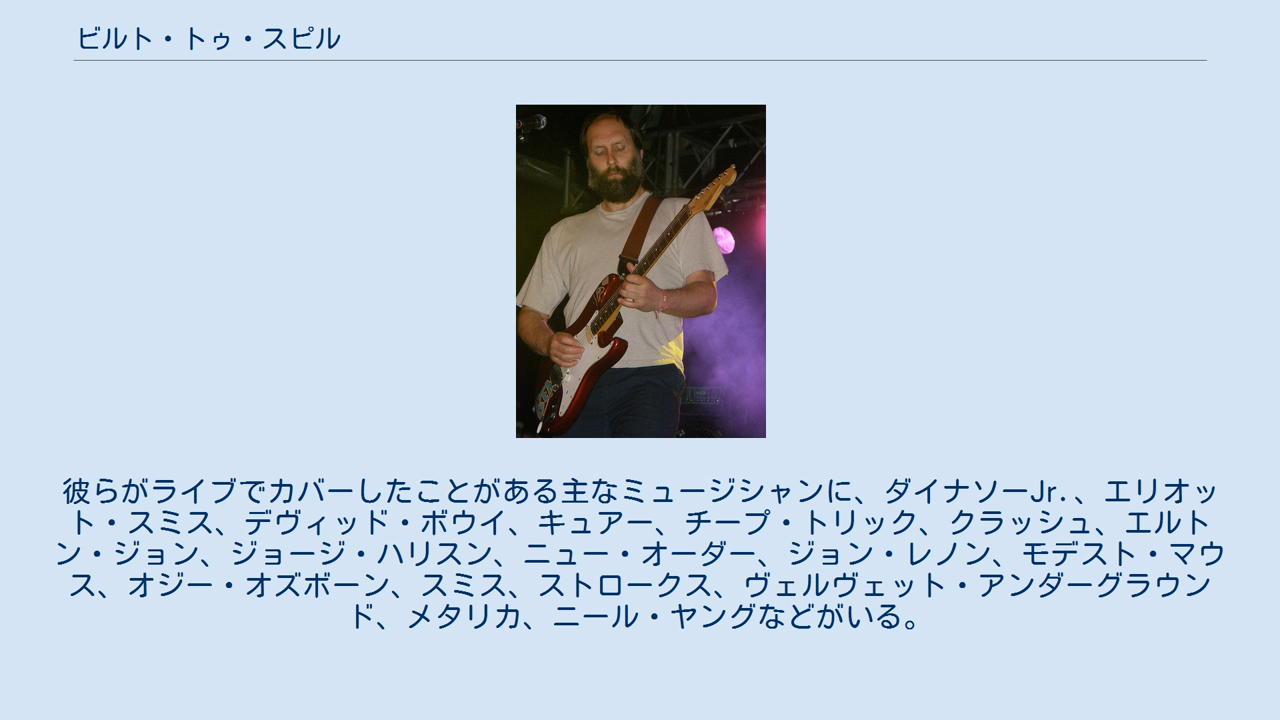 ビルト・トゥ・スピル
彼らがライブでカバーしたことがある主なミュージシャンに、ダイナソーJr.、エリオッ
ト・スミス、デヴィッド・ボウイ、キュアー、チープ・トリック、クラッシュ、エルト
ン・ジョン、ジョージ・ハリスン、ニュー・オーダー、ジョン・レノン、モデスト・マウ
ス、オジー・オズボーン、スミス、ストロークス、ヴェルヴェット・アンダーグラウン
ド、メタリカ、ニール・ヤングなどがいる。